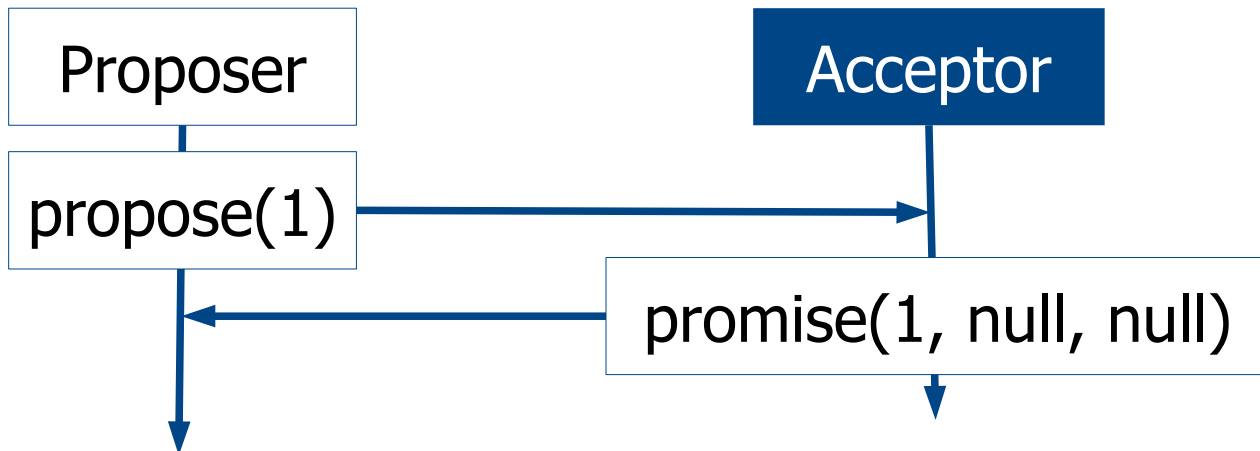 Proposer
Acceptor
propose(1)
promise(1, null, null)